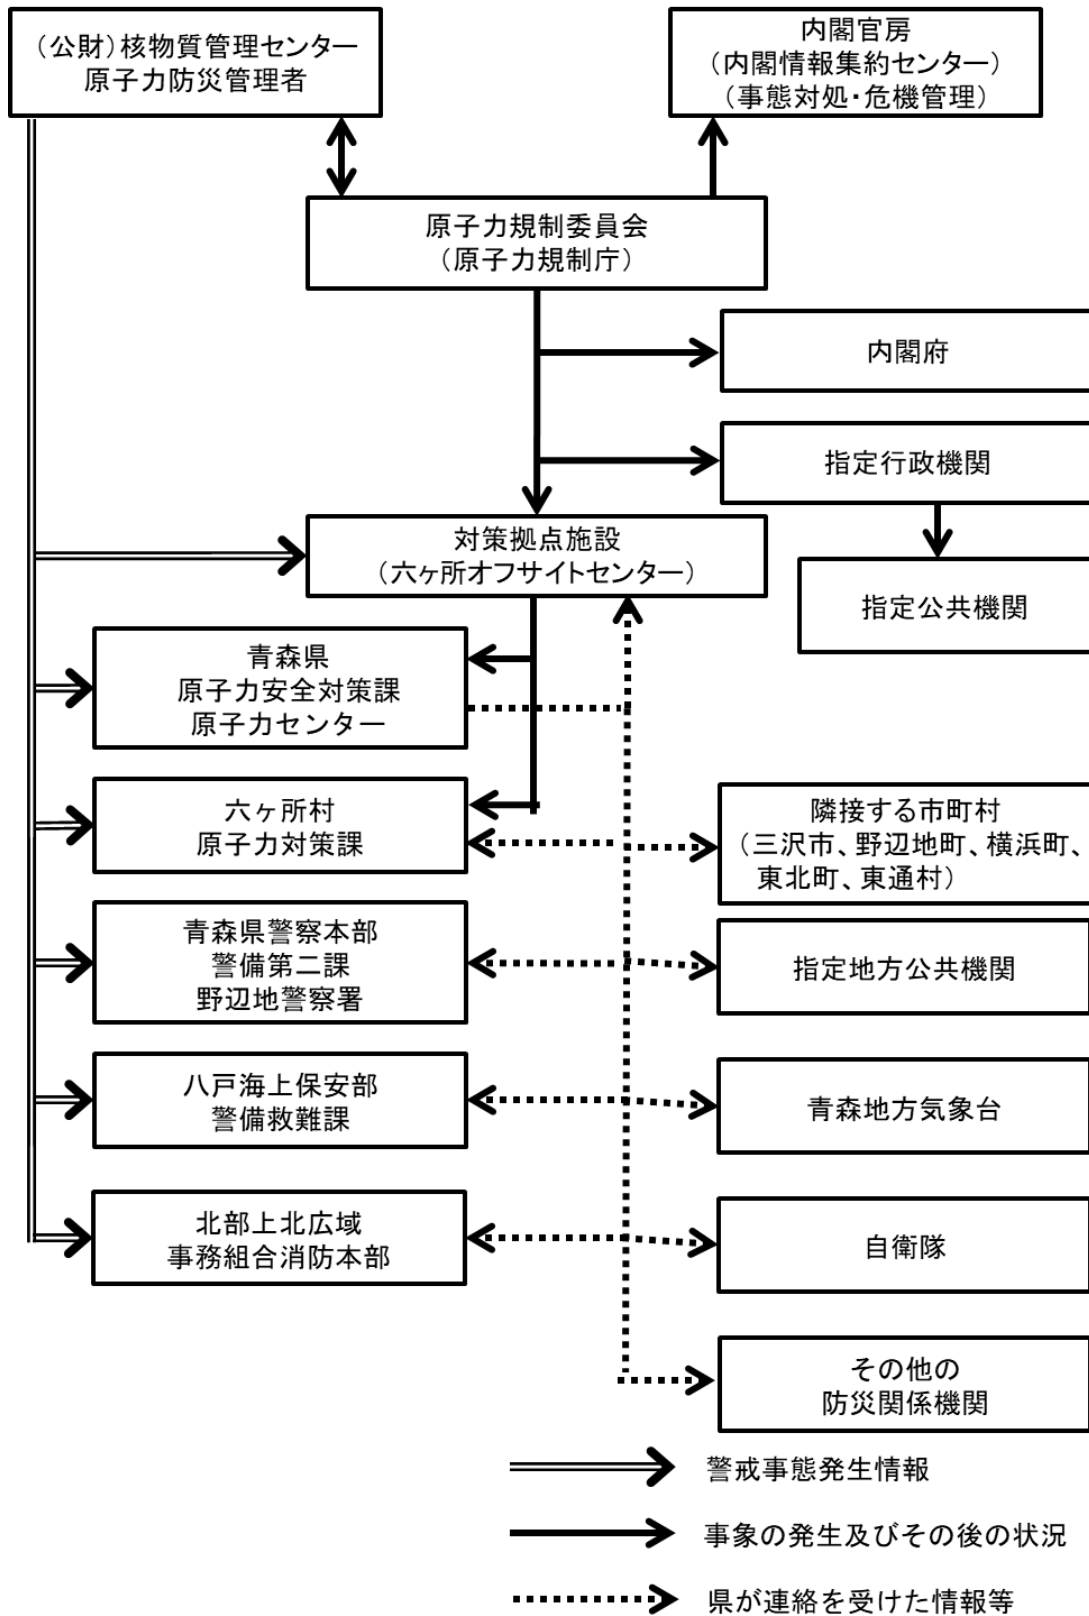 （公財）核物質管理センター
原子力防災管理者
内閣官房
（内閣情報集約センター）
（事態対処・危機管理）
原子力規制委員会
（原子力規制庁）
内閣府
指定行政機関
指定公共機関
対策拠点施設
（六ヶ所オフサイトセンター）
青森県
原子力安全対策課
原子力センター
六ヶ所村
原子力対策課
隣接する市町村
（三沢市、野辺地町、横浜町、
東北町、東通村）
青森県警察本部
警備第二課
野辺地警察署
指定地方公共機関
八戸海上保安部
警備救難課
青森地方気象台
北部上北広域
事務組合消防本部
自衛隊
その他の
防災関係機関
警戒事態発生情報
事象の発生及びその後の状況
県が連絡を受けた情報等